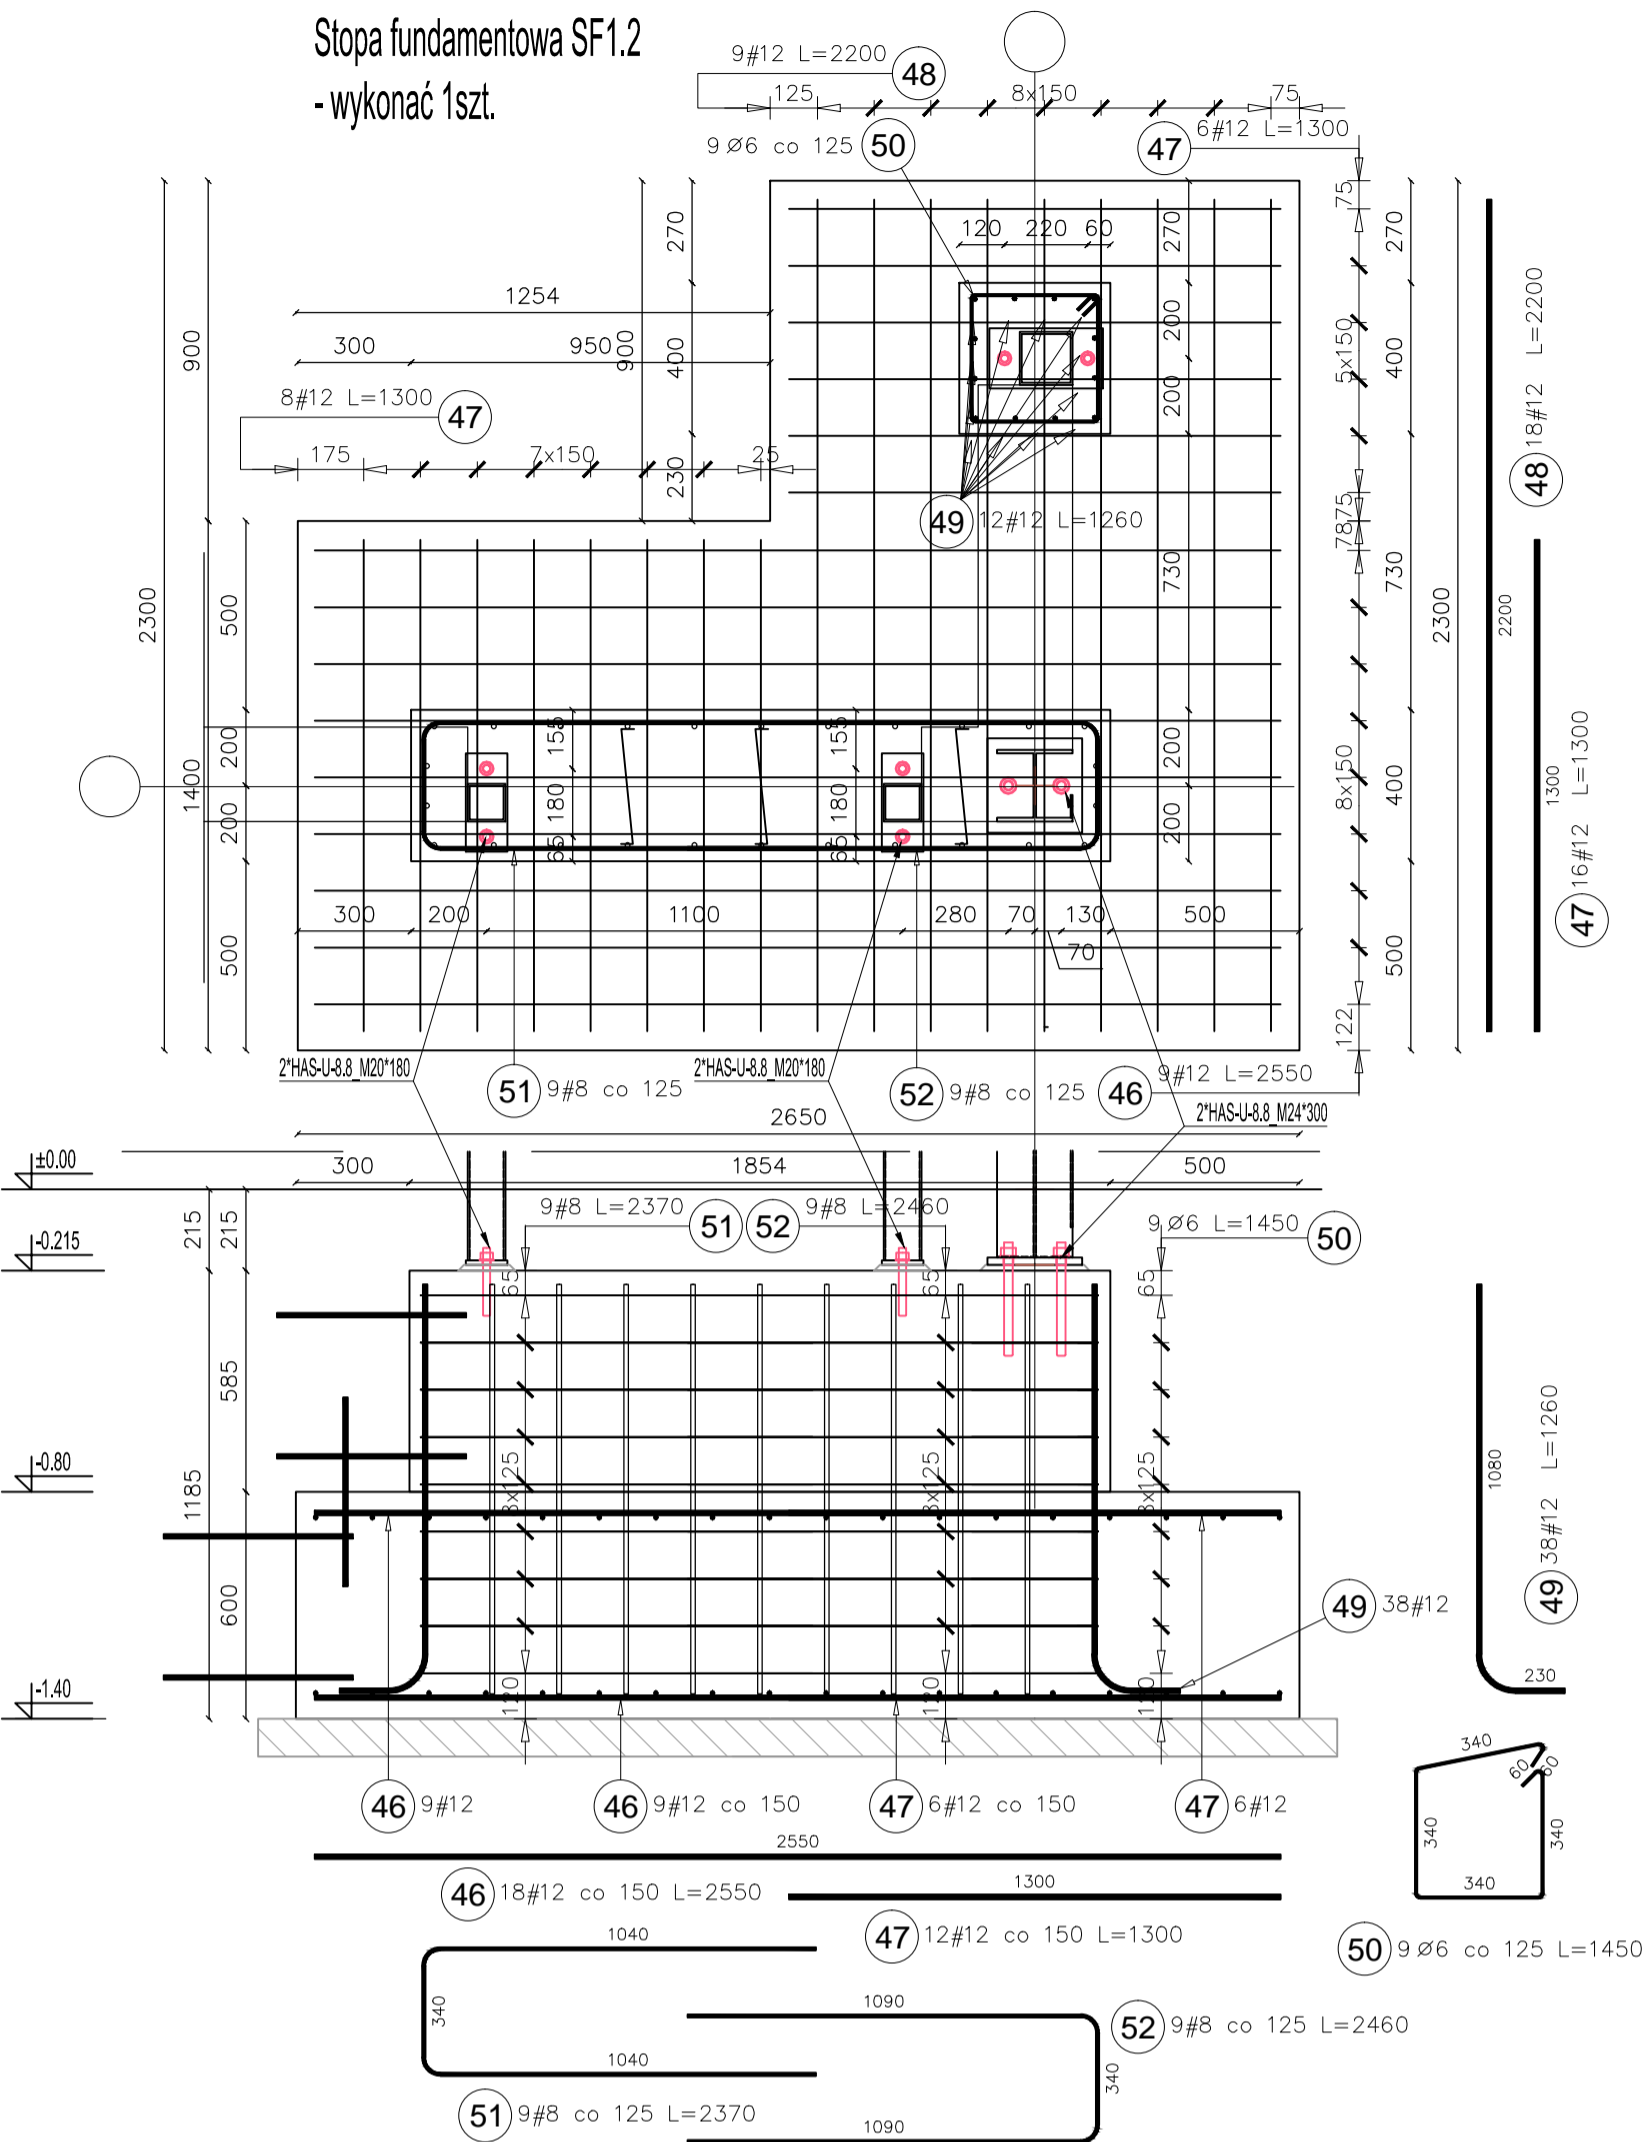 Stopa fundamentowa SF1.2
- wykonać 1szt.
9#12 L=2200 48
125 8x150 75
9 Ø6 co 125 50
47 6#12 L=1300
75
270
270
270
120 220 60
1254
300 950
900
900
400
200
200
5x150
400
8#12 L=1300 47
175 7x150 25
230
49 12#12 L=1260
75
78
2300
500
730
730
2300
48 18#12 L=2200
2200
1300
47 16#12 L=1300
1400
200
200
155
180
65
155
180
65
200
200
8x150
400
300 200 1100 280 70 130 500
70
500
500
122
2*HAS-U-8.8_M20*180
2*HAS-U-8.8_M20*180
51 9#8 co 125
52 9#8 co 125
46 9#12 L=2550
2*HAS-U-8.8_M24*300
2650
±0.00
300 1854 500
9#8 L=2370 51 52 9#8 L=2460
9 Ø6 L=1450 50
215
215
-0.215
65
65
65
585
-0.80
1185
8x125
8x125
8x125
600
1080
49 38#12 L=1260
49 38#12
230
-1.40
120
120
120
46 9#12
46 9#12 co 150
47 6#12 co 150
47 6#12
340
60
60
340
340
340
2550
46 18#12 co 150 L=2550
1300
47 12#12 co 150 L=1300
50 9 Ø6 co 125 L=1450
1040
340
1040
51 9#8 co 125 L=2370
1090
52 9#8 co 125 L=2460
340
1090